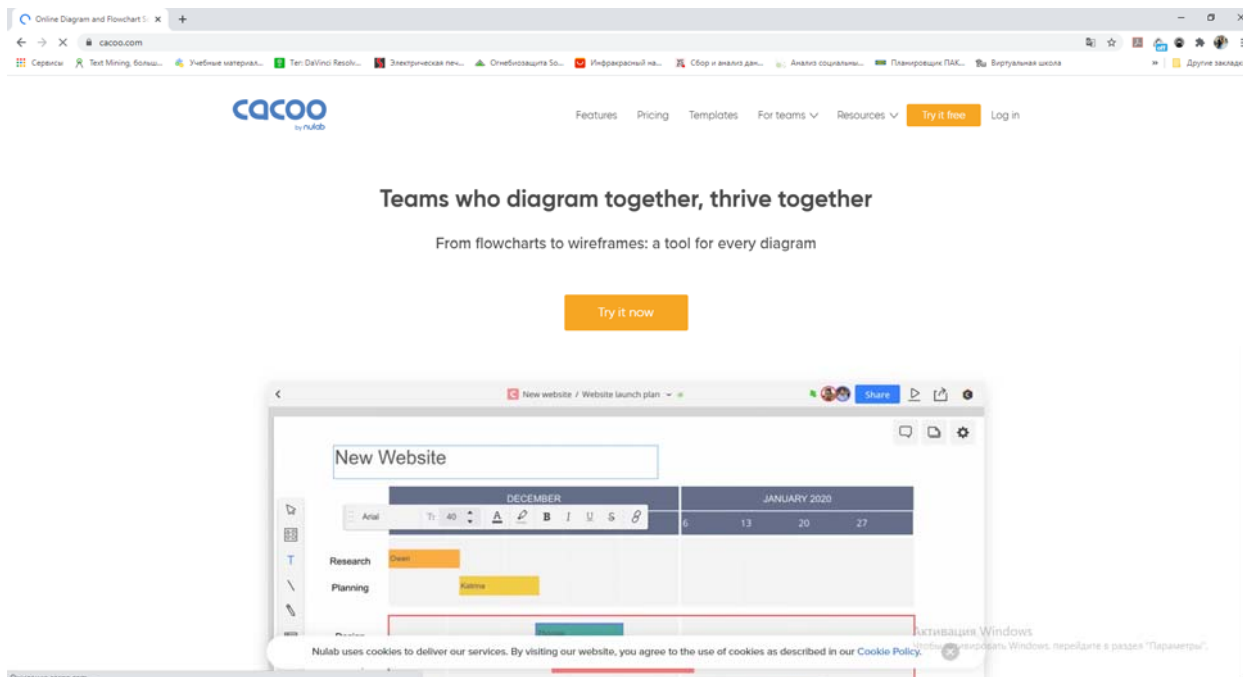 Online Diagram and Flowchart S
cacoo.com
Сервисы Text Mining, больш... Учебные материал... Ter: DaVinci Resolv... Электрическая печ... Огнебиозащита So... Инфракрасный на... Сбор и анализ дан... Анализ социальны... Планировщик ПАК... Виртуальная школа » Другие закладк
cacoo
by nulab
Features Pricing Templates For teams Resources Try it free Log in
Teams who diagram together, thrive together
From flowcharts to wireframes: a tool for every diagram
Try it now
New website / Website launch plan Share
New Website
DECEMBER JANUARY 2020
Arial 40 A B I U S
6 13 20 27
Research Owen
Planning Katrina
Активация Windows
Nulab uses cookies to deliver our services. By visiting our website, you agree to the use of cookies as described in our Cookie Policy.
Windows, перейдите в раздел "Параметры".